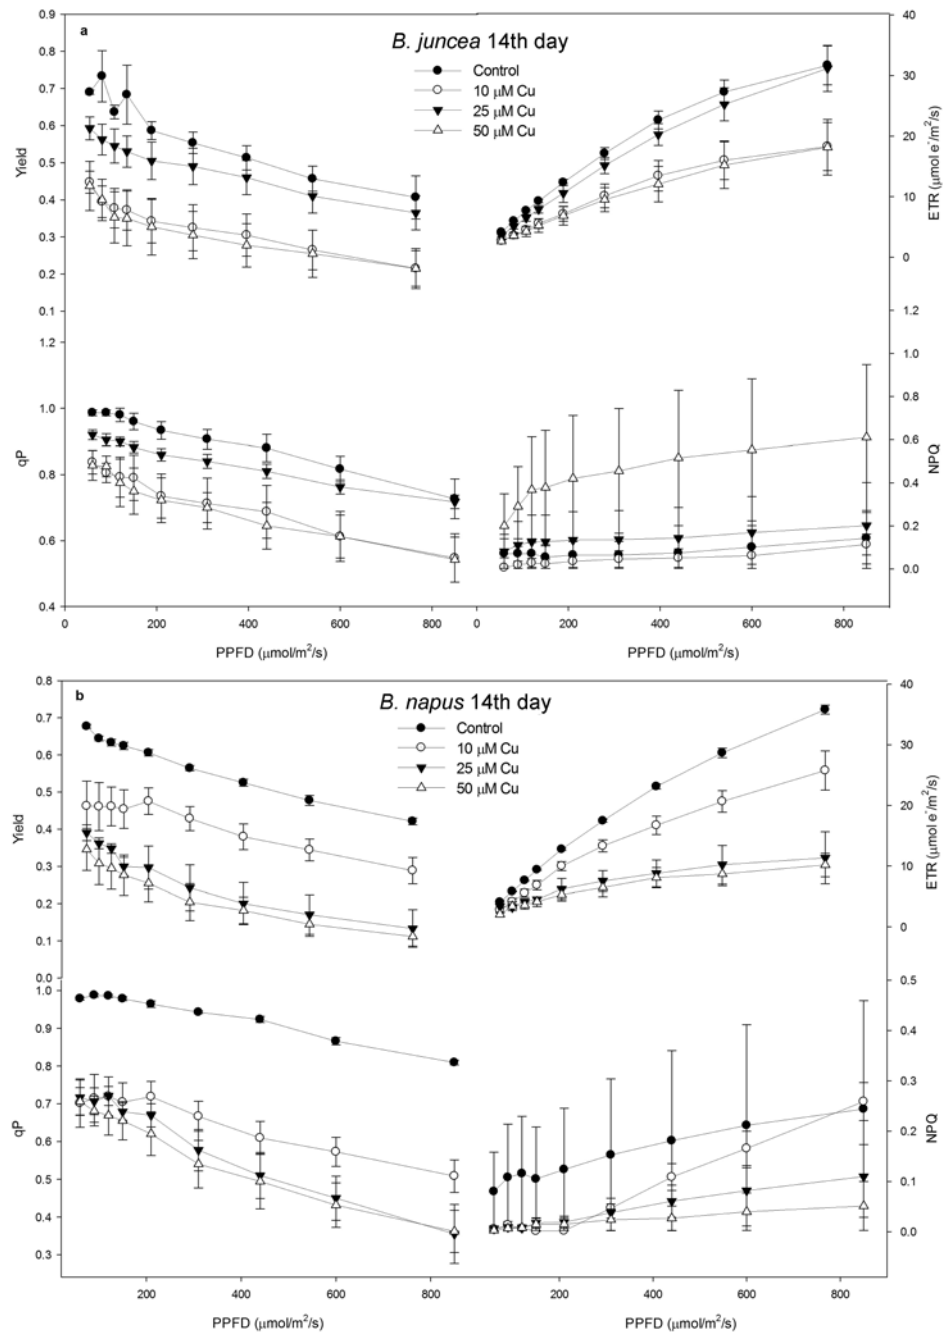 a
B. juncea 14th day
Control
10 μM Cu
25 μM Cu
50 μM Cu
0.9
0.8
0.7
0.6
0.5
0.4
0.3
0.2
0.1
Yield
40
30
20
10
0
ETR (μmol e⁻/m²/s)
1.2
1.0
0.8
0.6
0.4
qP
1.2
1.0
0.8
0.6
0.4
0.2
0.0
NPQ
0 200 400 600 800 200 400 600 800
PPFD (μmol/m²/s) PPFD (μmol/m²/s)
b
B. napus 14th day
Control
10 μM Cu
25 μM Cu
50 μM Cu
0.8
0.7
0.6
0.5
0.4
0.3
0.2
0.1
0.0
Yield
40
30
20
10
0
ETR (μmol e⁻/m²/s)
1.0
0.9
0.8
0.7
0.6
0.5
0.4
0.3
qP
0.5
0.4
0.3
0.2
0.1
0.0
NPQ
200 400 600 800 200 400 600 800
PPFD (μmol/m²/s) PPFD (μmol/m²/s)